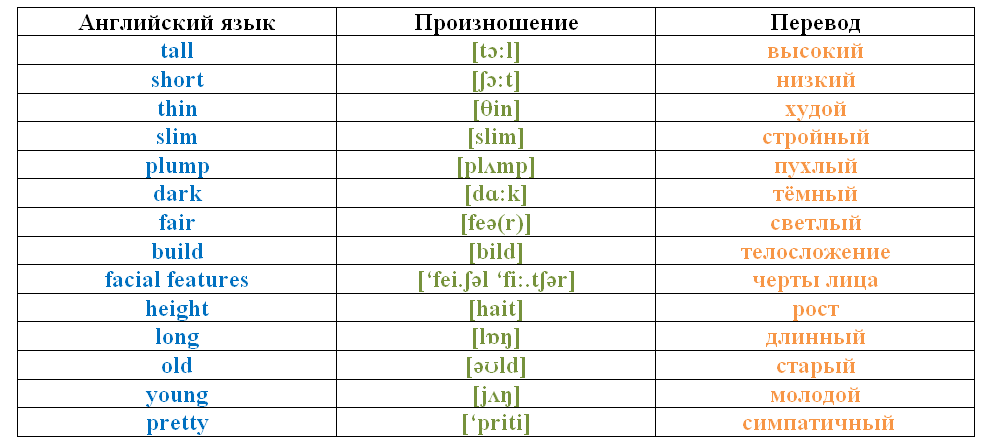 Английский язык Произношение Перевод
tall [tɔ:l] высокий
short [ʃɔ:t] низкий
thin [θin] худой
slim [slim] стройный
plump [plʌmp] пухлый
dark [dɑ:k] тёмный
fair [feə(r)] светлый
build [bild] телосложение
facial features [‘fei.ʃəl ‘fi:.tʃər] черты лица
height [hait] рост
long [lɒŋ] длинный
old [əʊld] старый
young [jʌŋ] молодой
pretty [‘priti] симпатичный